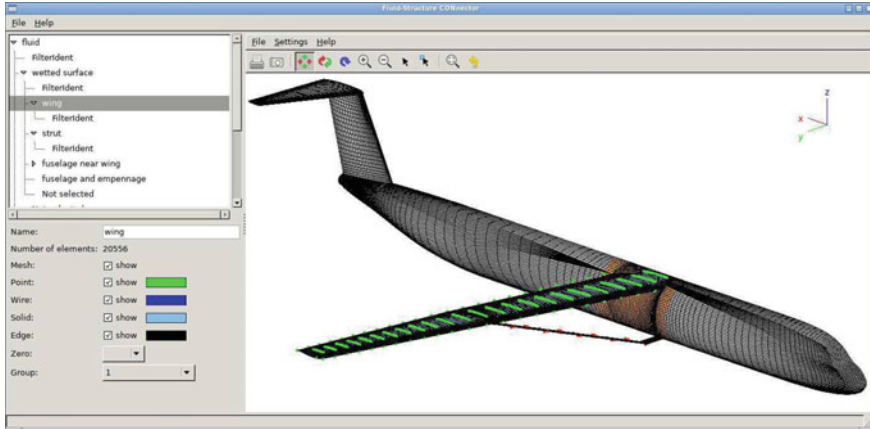 Fluid-Structure CONnector
File Help
fluid
FilterIdent
wetted surface
FilterIdent
wing
FilterIdent
strut
FilterIdent
fuselage near wing
fuselage and empennage
Not selected
Name: wing
Number of elements: 20556
Mesh: show
Point: show
Wire: show
Solid: show
Edge: show
Zero:
Group: 1
File Settings Help
z
x
y